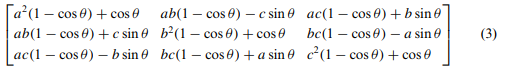 a²(1 − cos θ) + cos θ ab(1 − cos θ) − c sin θ ac(1 − cos θ) + b sin θ
ab(1 − cos θ) + c sin θ b²(1 − cos θ) + cos θ bc(1 − cos θ) − a sin θ (3)
ac(1 − cos θ) − b sin θ bc(1 − cos θ) + a sin θ c²(1 − cos θ) + cos θ